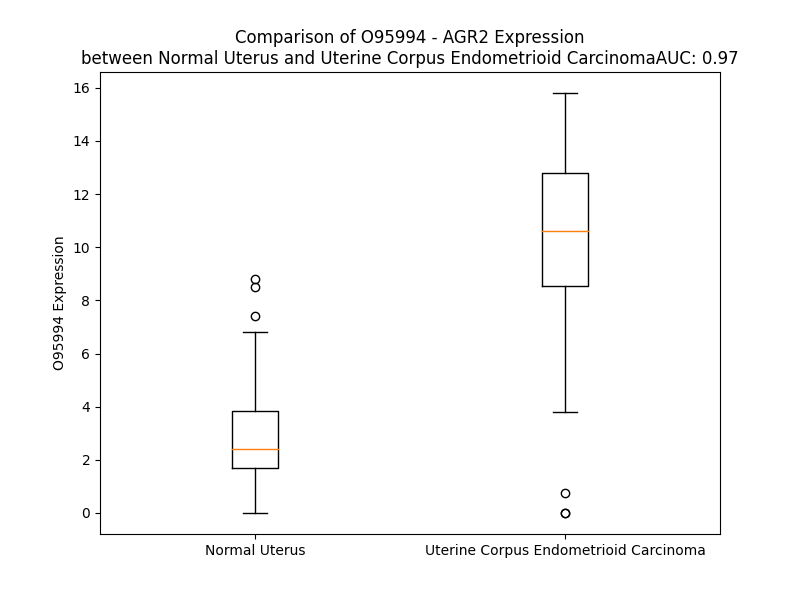 Comparison of O95994 - AGR2 Expression
between Normal Uterus and Uterine Corpus Endometrioid CarcinomaAUC: 0.97
16
14
12
10
8
6
4
2
0
O95994 Expression
Normal Uterus
Uterine Corpus Endometrioid Carcinoma